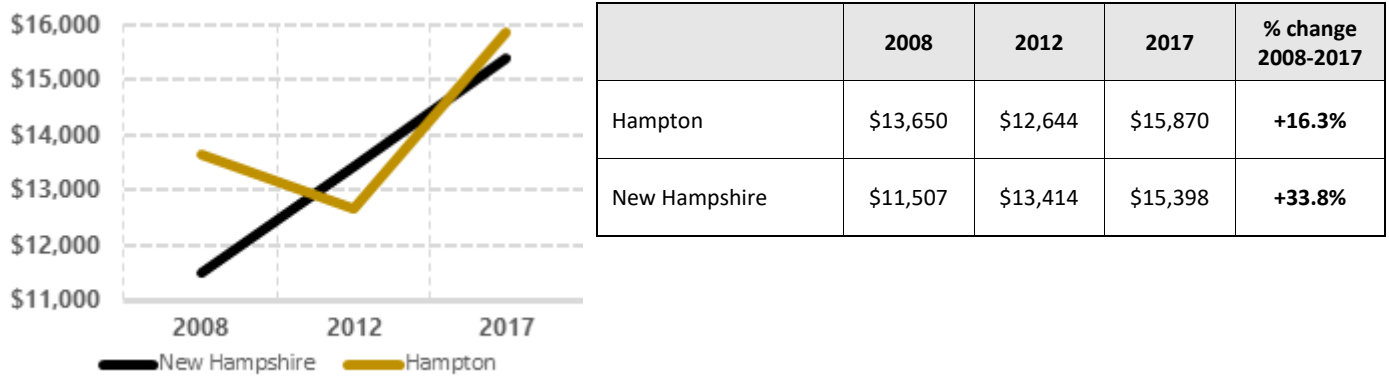 $16,000
$15,000
$14,000
$13,000
$12,000
$11,000
2008 2012 2017
New Hampshire Hampton
2008 2012 2017 % change
2008-2017
Hampton $13,650 $12,644 $15,870 +16.3%
New Hampshire $11,507 $13,414 $15,398 +33.8%